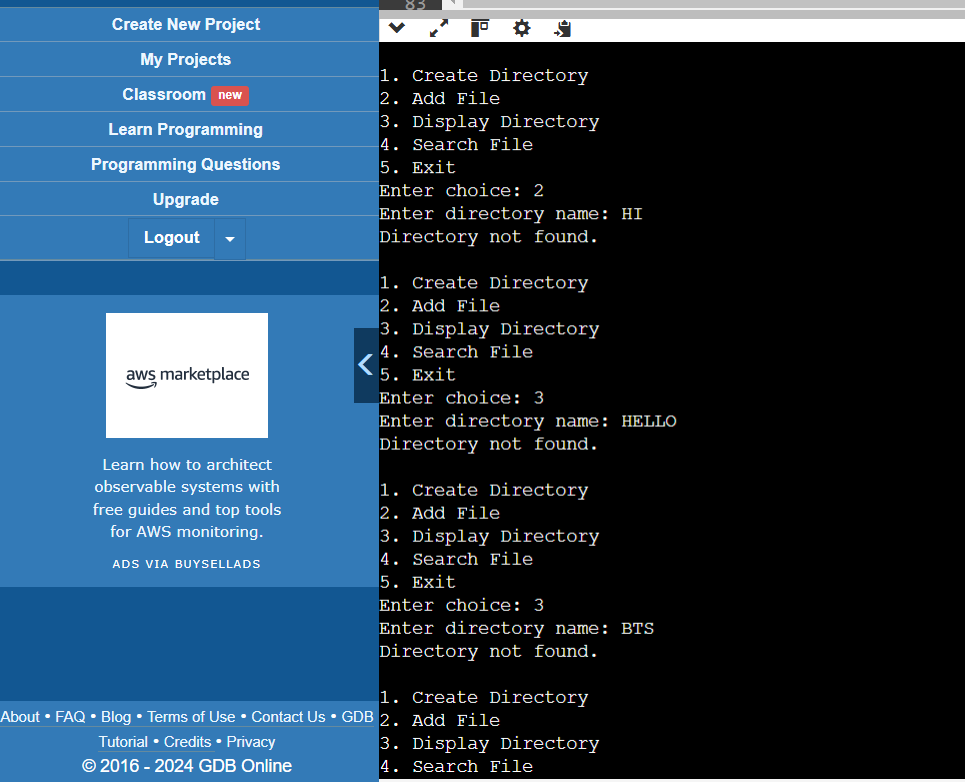 Create New Project
My Projects
Classroom new
Learn Programming
Programming Questions
Upgrade
Logout
aws marketplace
Learn how to architect
observable systems with
free guides and top tools
for AWS monitoring.
ADS VIA BUYSELLADS
About • FAQ • Blog • Terms of Use • Contact Us • GDB
Tutorial • Credits • Privacy
© 2016 - 2024 GDB Online
83
1. Create Directory
2. Add File
3. Display Directory
4. Search File
5. Exit
Enter choice: 2
Enter directory name: HI
Directory not found.
1. Create Directory
2. Add File
3. Display Directory
4. Search File
5. Exit
Enter choice: 3
Enter directory name: HELLO
Directory not found.
1. Create Directory
2. Add File
3. Display Directory
4. Search File
5. Exit
Enter choice: 3
Enter directory name: BTS
Directory not found.
1. Create Directory
2. Add File
3. Display Directory
4. Search File